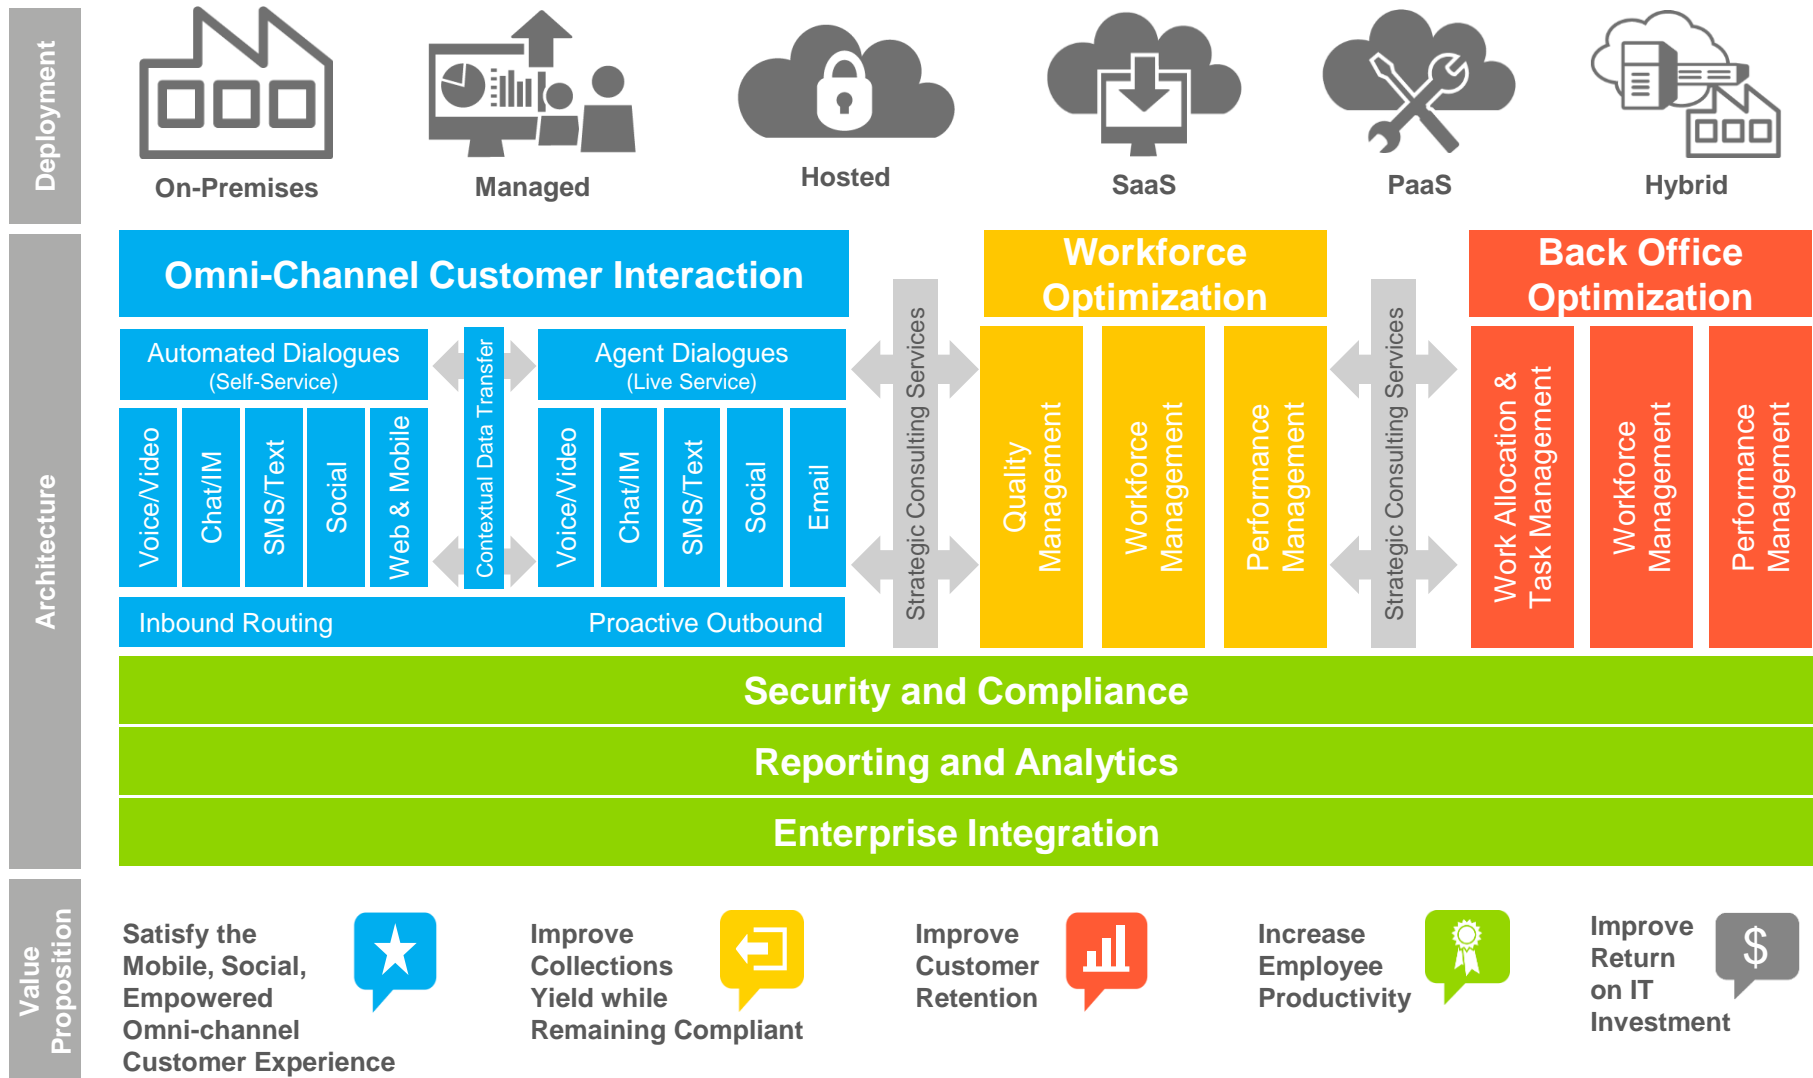 Deployment
On-Premises
Managed
Hosted
SaaS
PaaS
Hybrid
Architecture
Omni-Channel Customer Interaction
Automated Dialogues
(Self-Service)
Voice/Video
Chat/IM
SMS/Text
Social
Web & Mobile
Contextual Data Transfer
Agent Dialogues
(Live Service)
Voice/Video
Chat/IM
SMS/Text
Social
Email
Inbound Routing
Proactive Outbound
Strategic Consulting Services
Workforce
Optimization
Quality
Management
Workforce
Management
Performance
Management
Strategic Consulting Services
Back Office
Optimization
Work Allocation &
Task Management
Workforce
Management
Performance
Management
Security and Compliance
Reporting and Analytics
Enterprise Integration
Value
Proposition
Satisfy the
Mobile, Social,
Empowered
Omni-channel
Customer Experience
Improve
Collections
Yield while
Remaining Compliant
Improve
Customer
Retention
Increase
Employee
Productivity
Improve
Return
on IT
Investment
$